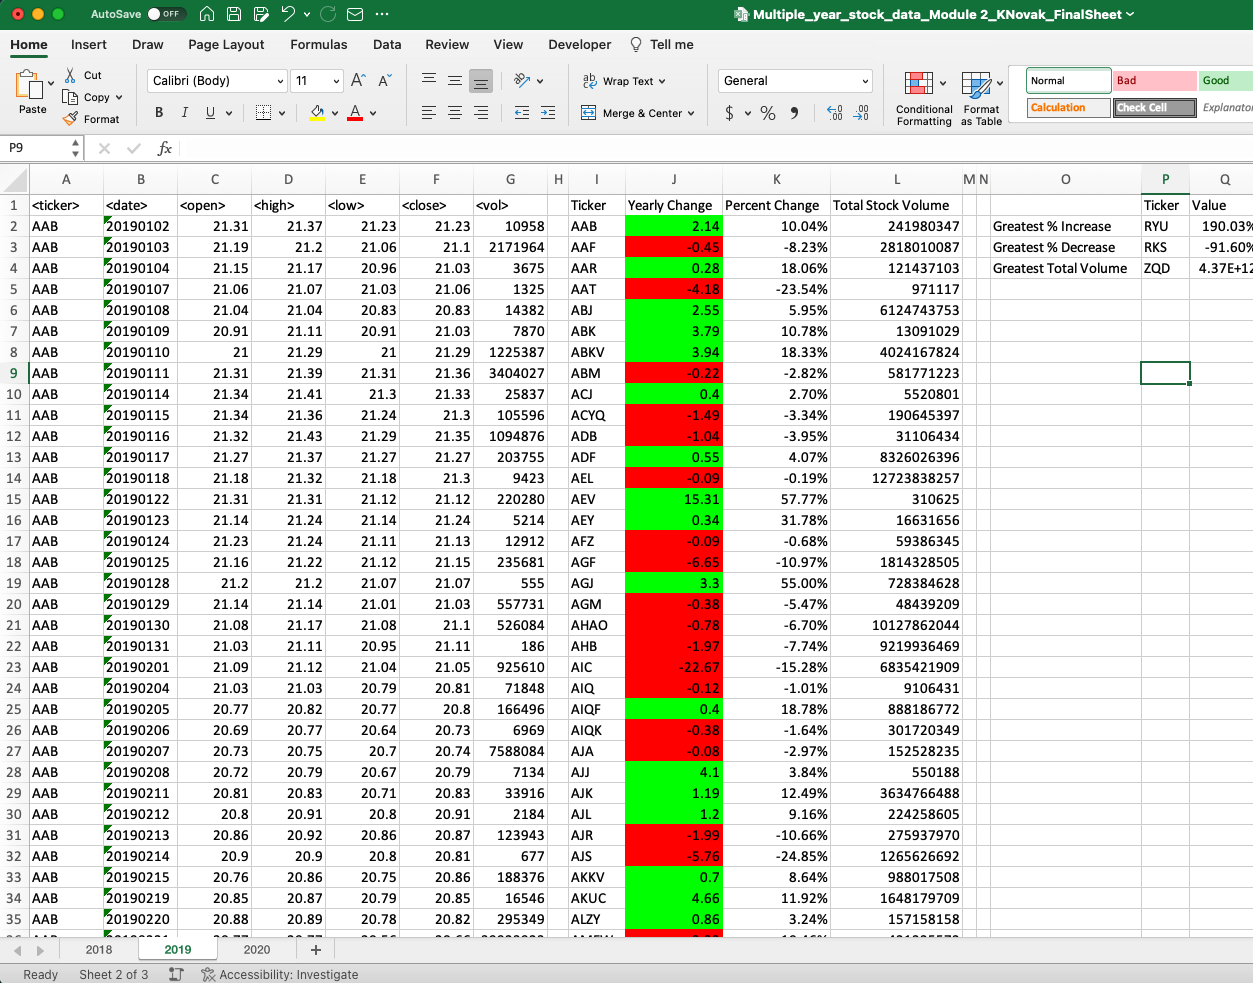 AutoSave OFF Multiple_year_stock_data_Module 2_KNovak_FinalSheet
Home Insert Draw Page Layout Formulas Data Review View Developer Tell me
Paste Cut Copy Format
Calibri (Body) 11 A A
B I U A
ab Wrap Text
Merge & Center
General
$ % 9
Conditional Formatting
Format as Table
Normal Bad Good
Calculation Check Cell Explanator
P9 fx
A B C D E F G H I J K L M N O P Q
1 <ticker> <date> <open> <high> <low> <close> <vol> Ticker Yearly Change Percent Change Total Stock Volume Ticker Value
2 AAB 20190102 21.31 21.37 21.23 21.23 10958 AAB 2.14 10.04% 241980347 Greatest % Increase RYU 190.03%
3 AAB 20190103 21.19 21.2 21.06 21.1 2171964 AAF -0.45 -8.23% 2818010087 Greatest % Decrease RKS -91.60%
4 AAB 20190104 21.15 21.17 20.96 21.03 3675 AAR 0.28 18.06% 121437103 Greatest Total Volume ZQD 4.37E+12
5 AAB 20190107 21.06 21.07 21.03 21.06 1325 AAT -4.18 -23.54% 971117
6 AAB 20190108 21.04 21.04 20.83 20.83 14382 ABJ 2.55 5.95% 6124743753
7 AAB 20190109 20.91 21.11 20.91 21.03 7870 ABK 3.79 10.78% 13091029
8 AAB 20190110 21 21.29 21 21.29 1225387 ABKV 3.94 18.33% 4024167824
9 AAB 20190111 21.31 21.39 21.31 21.36 3404027 ABM -0.22 -2.82% 581771223
10 AAB 20190114 21.34 21.41 21.3 21.33 25837 ACJ 0.4 2.70% 5520801
11 AAB 20190115 21.34 21.36 21.24 21.3 105596 ACYQ -1.49 -3.34% 190645397
12 AAB 20190116 21.32 21.43 21.29 21.35 1094876 ADB -1.04 -3.95% 31106434
13 AAB 20190117 21.27 21.37 21.27 21.27 203755 ADF 0.55 4.07% 8326026396
14 AAB 20190118 21.18 21.32 21.18 21.3 9423 AEL -0.09 -0.19% 12723838257
15 AAB 20190122 21.31 21.31 21.12 21.12 220280 AEV 15.31 57.77% 310625
16 AAB 20190123 21.14 21.24 21.14 21.24 5214 AEY 0.34 31.78% 16631656
17 AAB 20190124 21.23 21.24 21.11 21.13 12912 AFZ -0.09 -0.68% 59386345
18 AAB 20190125 21.16 21.22 21.12 21.15 235681 AGF -6.65 -10.97% 1814328505
19 AAB 20190128 21.2 21.2 21.07 21.07 555 AGJ 3.3 55.00% 728384628
20 AAB 20190129 21.14 21.14 21.01 21.03 557731 AGM -0.38 -5.47% 48439209
21 AAB 20190130 21.08 21.17 21.08 21.1 526084 AHAO -0.78 -6.70% 10127862044
22 AAB 20190131 21.03 21.11 20.95 21.11 186 AHB -1.97 -7.74% 9219936469
23 AAB 20190201 21.09 21.12 21.04 21.05 925610 AIC -22.67 -15.28% 6835421909
24 AAB 20190204 21.03 21.03 20.79 20.81 71848 AIQ -0.12 -1.01% 9106431
25 AAB 20190205 20.77 20.82 20.77 20.8 166496 AIQF 0.4 18.78% 888186772
26 AAB 20190206 20.69 20.77 20.64 20.73 6969 AIQK -0.38 -1.64% 301720349
27 AAB 20190207 20.73 20.75 20.7 20.74 7588084 AJA -0.08 -2.97% 152528235
28 AAB 20190208 20.72 20.79 20.67 20.79 7134 AJJ 4.1 3.84% 550188
29 AAB 20190211 20.81 20.83 20.71 20.83 33916 AJK 1.19 12.49% 3634766488
30 AAB 20190212 20.8 20.91 20.8 20.91 2184 AJL 1.2 9.16% 224258605
31 AAB 20190213 20.86 20.92 20.86 20.87 123943 AJR -1.99 -10.66% 275937970
32 AAB 20190214 20.9 20.9 20.8 20.81 677 AJS -5.76 -24.85% 1265626692
33 AAB 20190215 20.76 20.86 20.75 20.86 188376 AKKV 0.7 8.64% 988017508
34 AAB 20190219 20.85 20.87 20.79 20.85 16546 AKUC 4.66 11.92% 1648179709
35 AAB 20190220 20.88 20.89 20.78 20.82 295349 ALZY 0.86 3.24% 157158158
2018 2019 2020 +
Ready Sheet 2 of 3 Accessibility: Investigate